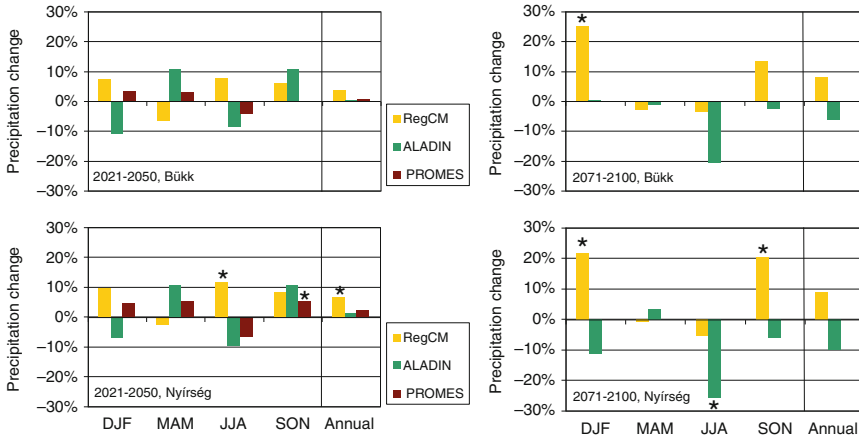 30%
20%
10%
0%
–10%
–20%
–30%
Precipitation change
2021-2050, Bükk
RegCM
ALADIN
PROMES
30%
20%
10%
0%
–10%
–20%
–30%
Precipitation change
*
2071-2100, Bükk
30%
20%
10%
0%
–10%
–20%
–30%
Precipitation change
* * *
2021-2050, Nyírség
DJF MAM JJA SON Annual
RegCM
ALADIN
PROMES
30%
20%
10%
0%
–10%
–20%
–30%
Precipitation change
* * *
2071-2100, Nyírség
DJF MAM JJA SON Annual